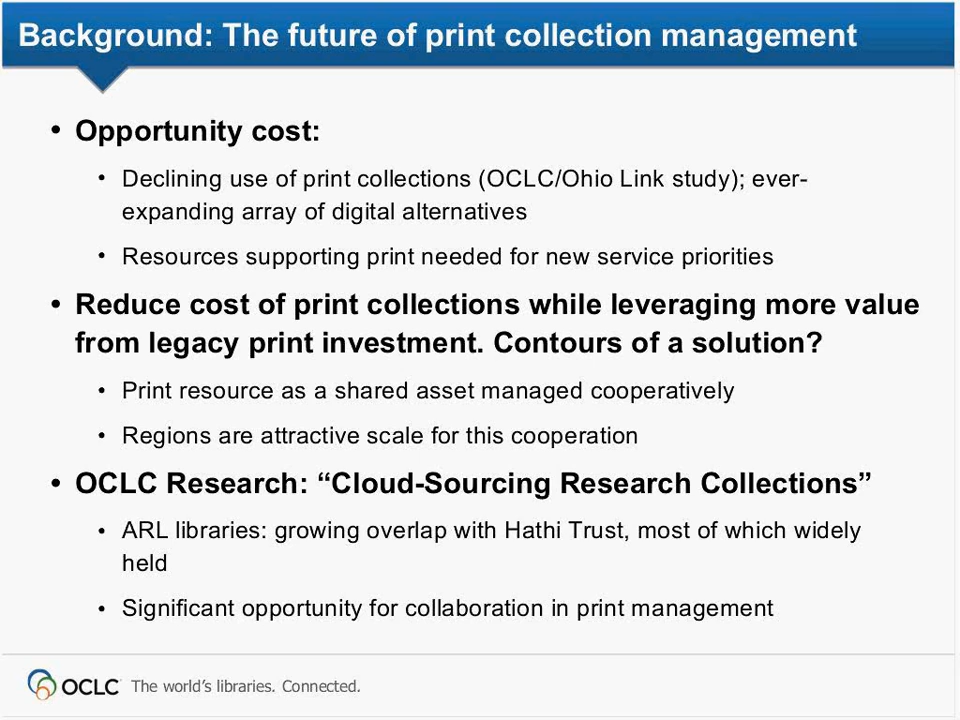 Background: The future of print collection management
• Opportunity cost:
• Declining use of print collections (OCLC/Ohio Link study); ever-
expanding array of digital alternatives
• Resources supporting print needed for new service priorities
• Reduce cost of print collections while leveraging more value
from legacy print investment. Contours of a solution?
• Print resource as a shared asset managed cooperatively
• Regions are attractive scale for this cooperation
• OCLC Research: “Cloud-Sourcing Research Collections”
• ARL libraries: growing overlap with Hathi Trust, most of which widely
held
• Significant opportunity for collaboration in print management
OCLC The world’s libraries. Connected.